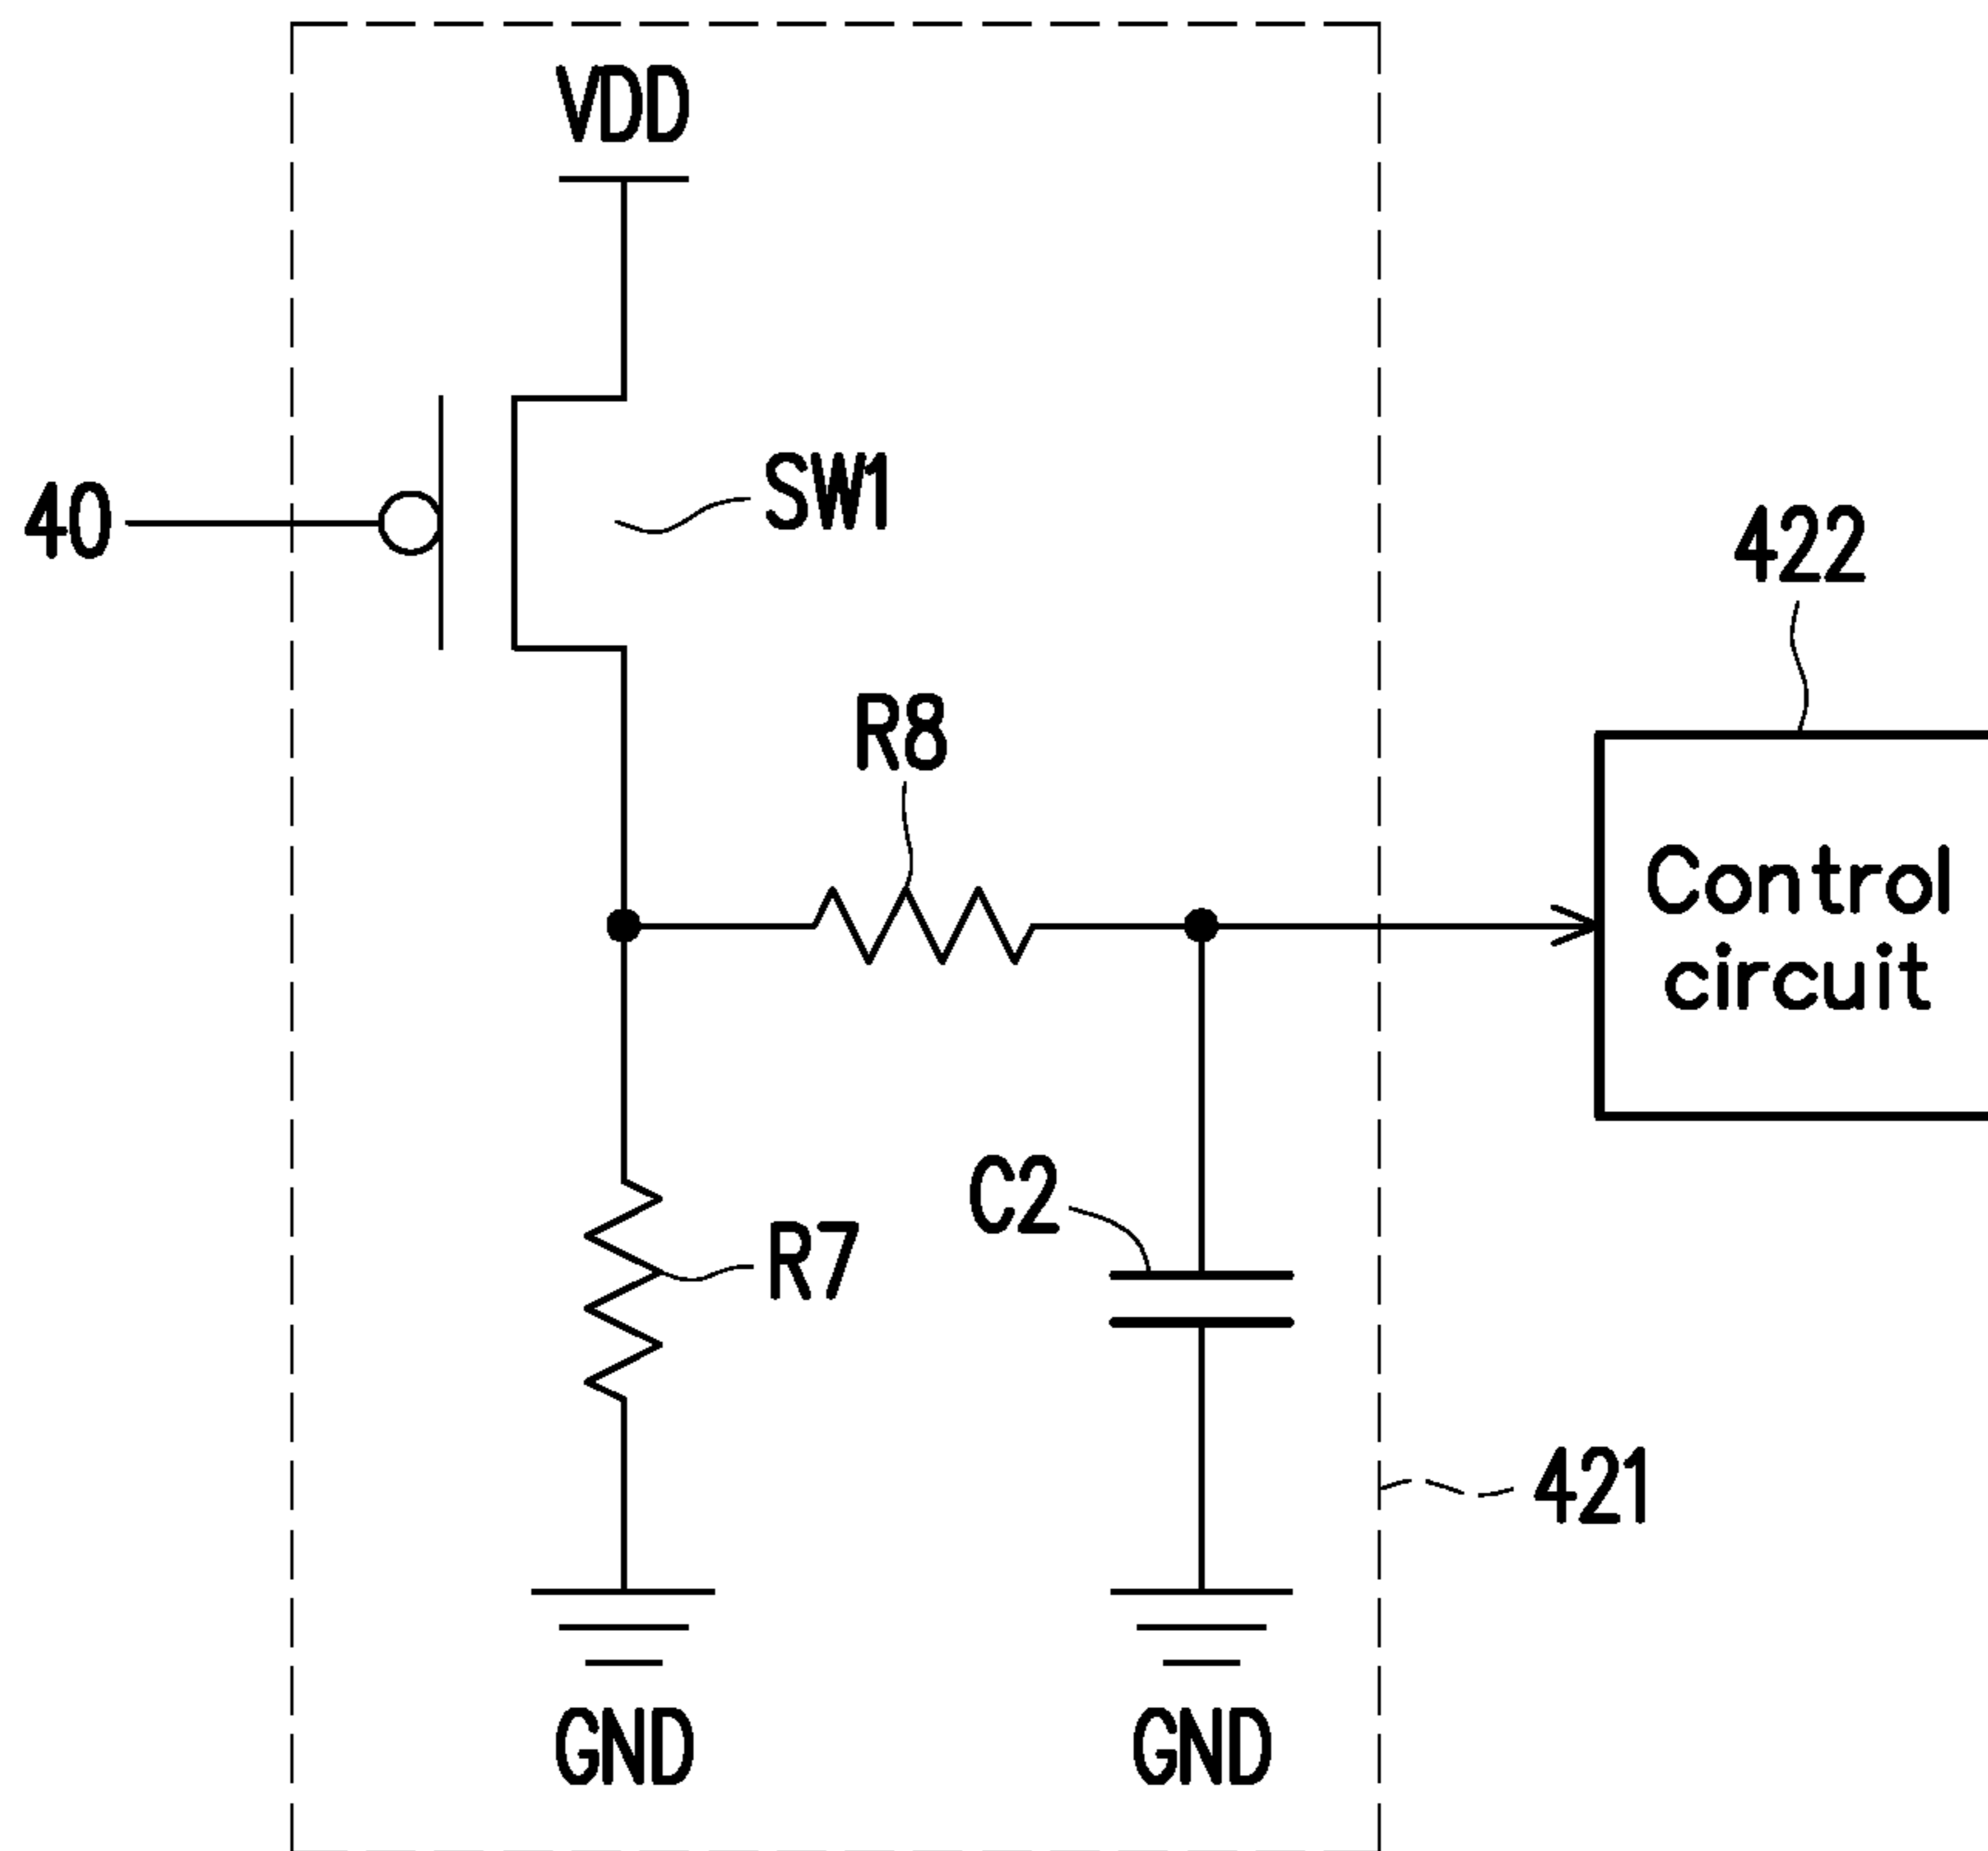 VDD
SW1
40
422
R8
Control
circuit
C2
R7
421
GND
GND